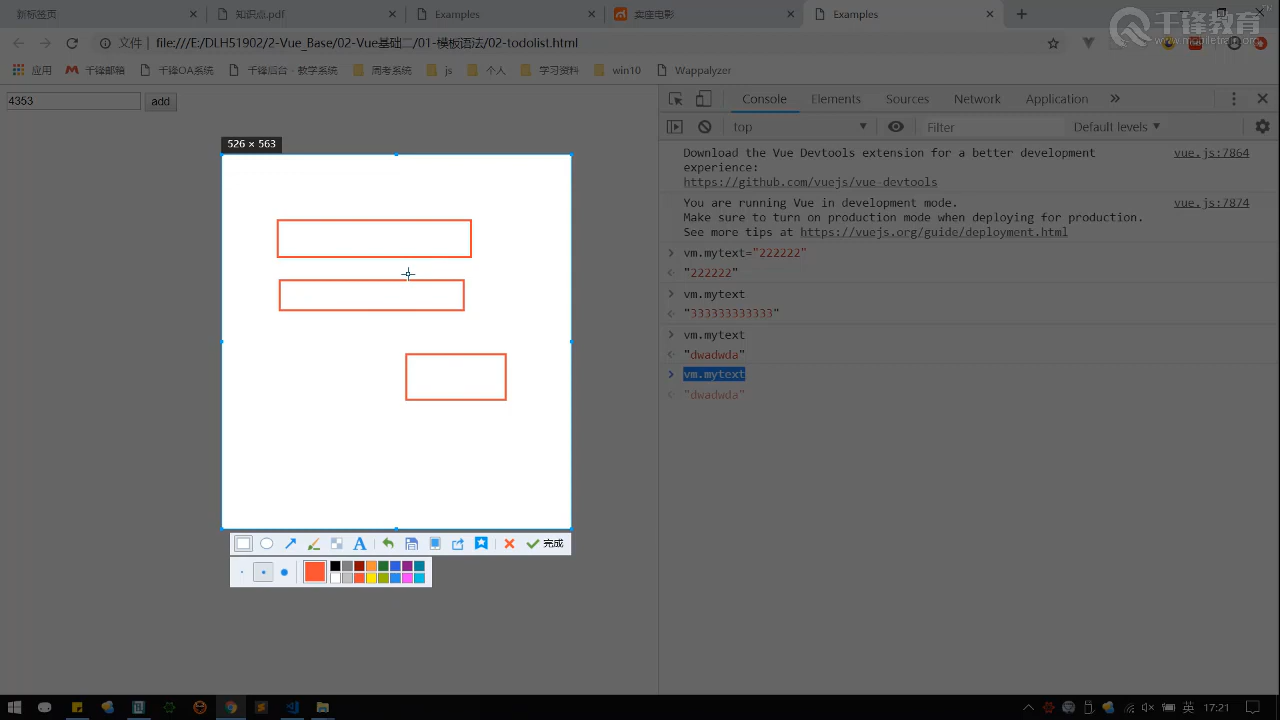 新标签页
知识点.pdf
Examples
卖座电影
Examples
千锋教育
www.mobiletrain.com
文件 | file:///E:/DLH51902/2-Vue_Base/02-Vue基础二/01-模板语法/02-todolist.html
应用 千锋邮箱 千锋OA系统 千锋后台 - 教学系统 周考系统 js 个人 学习资料 win10 Wappalyzer
4353 add
Console Elements Sources Network Application
top Filter Default levels
526 × 563
Download the Vue Devtools extension for a better development vue.js:7864
experience:
https://github.com/vuejs/vue-devtools
You are running Vue in development mode. vue.js:7874
Make sure to turn on production mode when deploying for production.
See more tips at https://vuejs.org/guide/deployment.html
vm.mytext="222222"
"222222"
vm.mytext
"333333333333"
vm.mytext
"dwadwda"
vm.mytext
"dwadwda"
A 完成
英 17:21